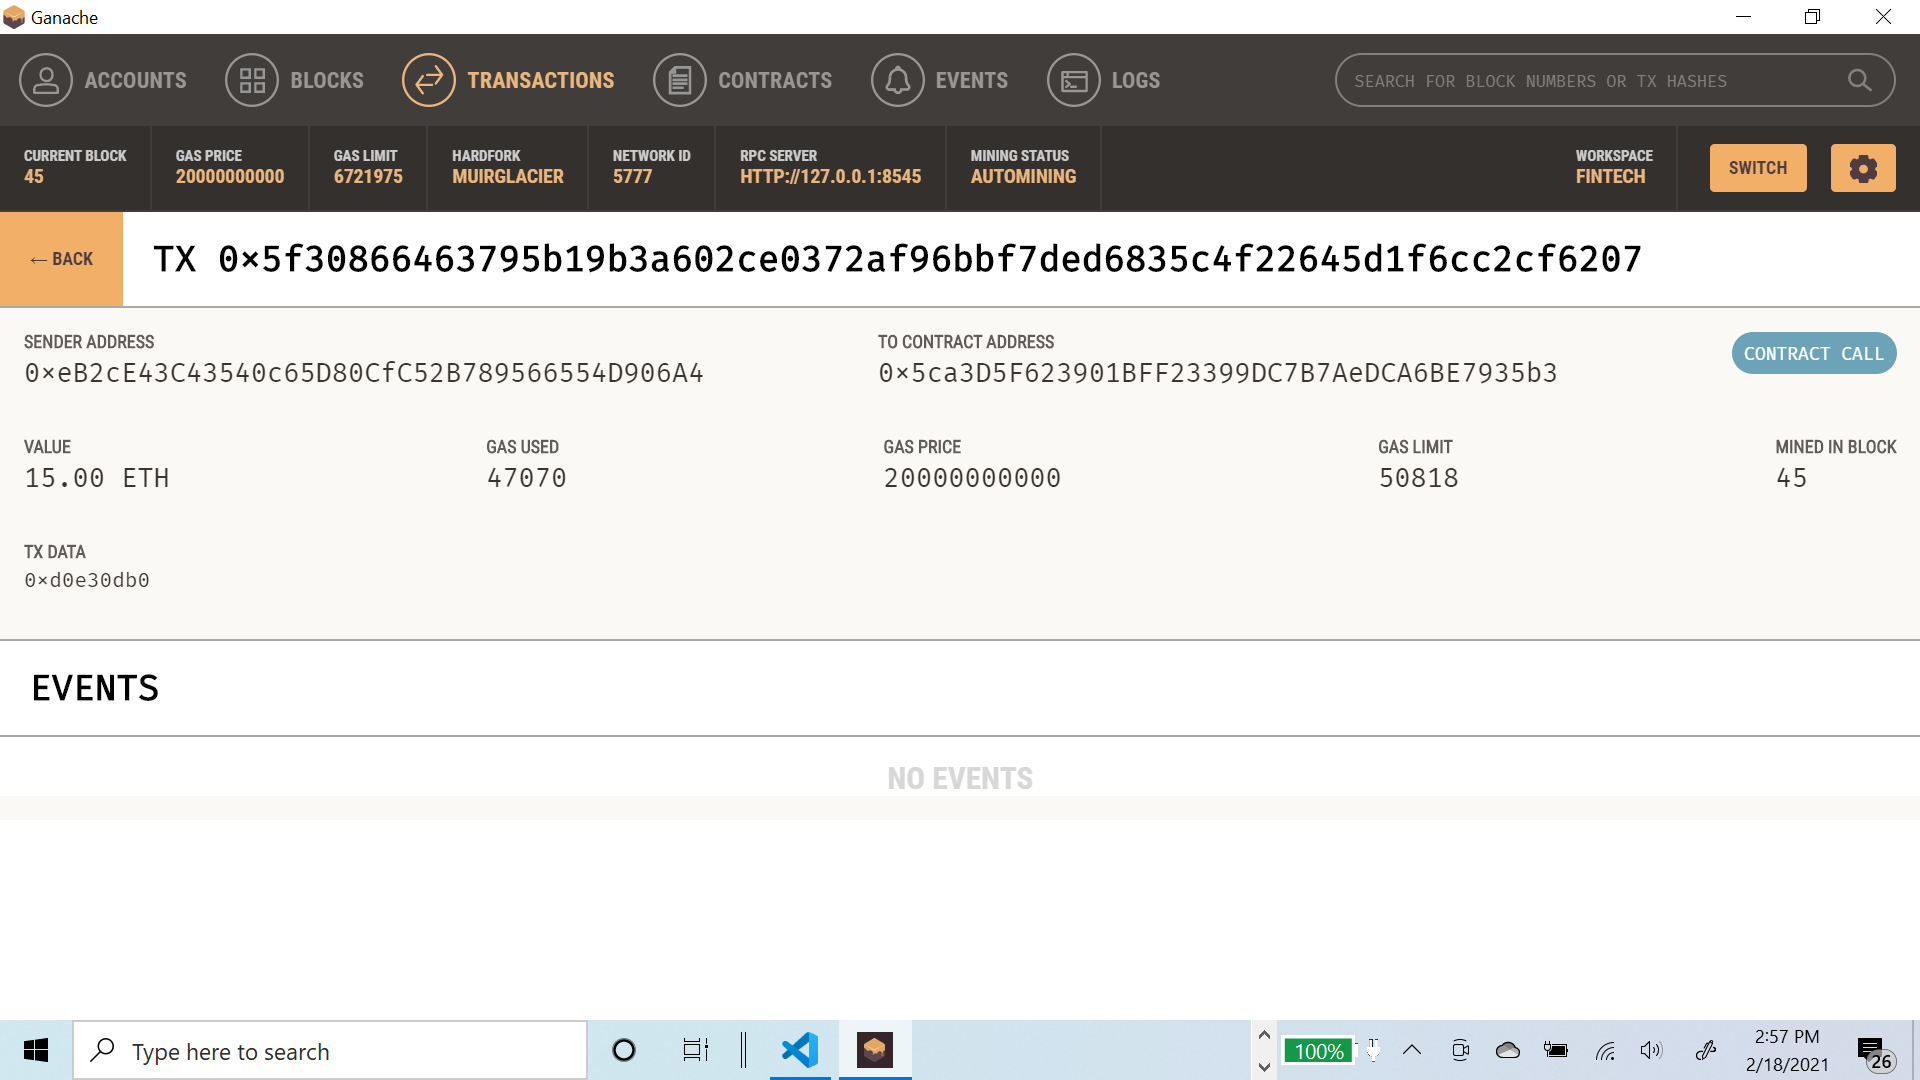 Ganache
ACCOUNTS BLOCKS TRANSACTIONS CONTRACTS EVENTS LOGS SEARCH FOR BLOCK NUMBERS OR TX HASHES
CURRENT BLOCK GAS PRICE GAS LIMIT HARDFORK NETWORK ID RPC SERVER MINING STATUS WORKSPACE
45 20000000000 6721975 MUIRGLACIER 5777 HTTP://127.0.0.1:8545 AUTOMINING FINTECH SWITCH
← BACK TX 0×5f30866463795b19b3a602ce0372af96bbf7ded6835c4f22645d1f6cc2cf6207
SENDER ADDRESS TO CONTRACT ADDRESS
0×eB2cE43C43540c65D80CfC52B789566554D906A4 0×5ca3D5F623901BFF23399DC7B7AeDCA6BE7935b3 CONTRACT CALL
VALUE GAS USED GAS PRICE GAS LIMIT MINED IN BLOCK
15.00 ETH 47070 20000000000 50818 45
TX DATA
0×d0e30db0
EVENTS
NO EVENTS
Type here to search 100% 2:57 PM
2/18/2021 26